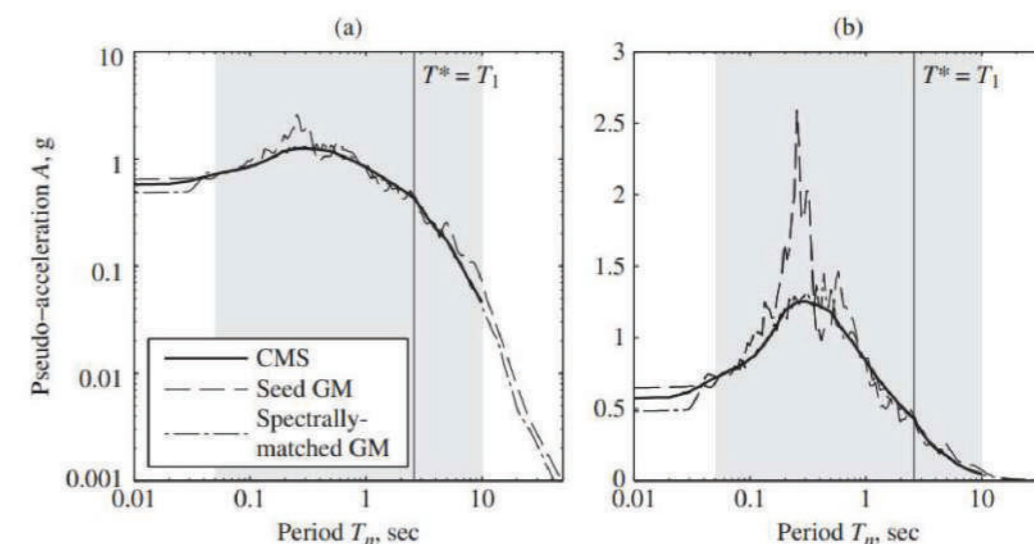 (a)
10
1
0.1
0.01
0.001
Pseudo–acceleration A, g
T* = T1
CMS
Seed GM
Spectrally-
matched GM
0.01 0.1 1 10
Period Tn, sec
(b)
3
2.5
2
1.5
1
0.5
0
T* = T1
0.01 0.1 1 10
Period Tn, sec